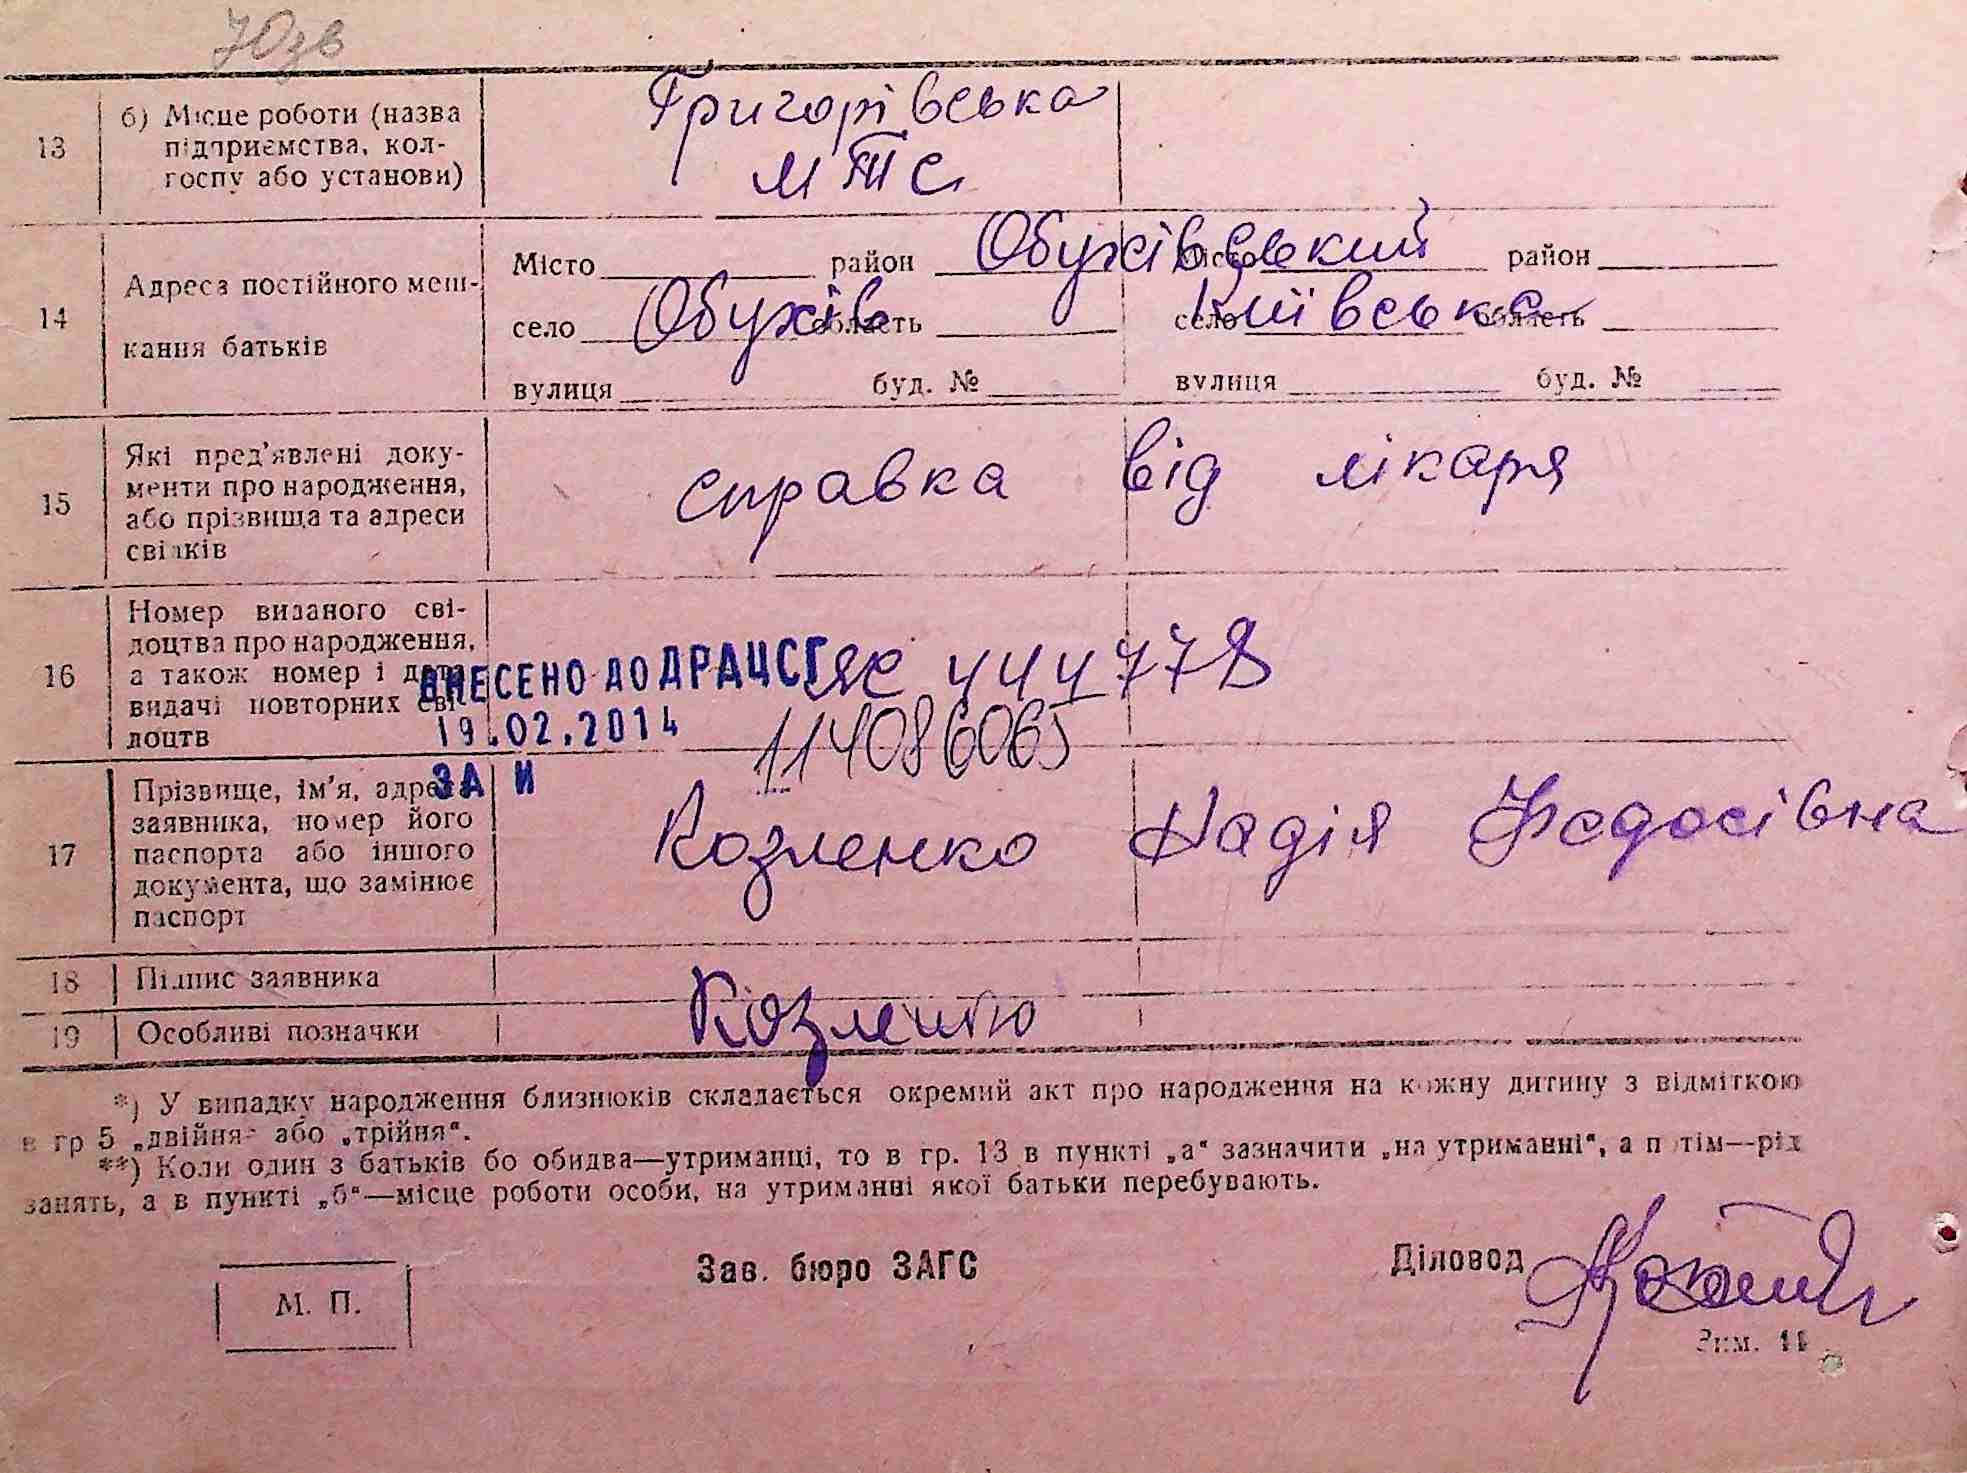 70зв
13 б) Місце роботи (назва підприємства, кол-госпу або установи) Григорівська МТС
14 Адреса постійного меш-кання батьків
Місто район Обухівський Місто район
село Обухів область село Київська область
вулиця буд. № вулиця буд. №
15 Які пред’явлені доку-менти про народження, або прізвища та адреси свідків справка від лікаря
16 Номер виданого сві-доцтва про народження, а також номер і дата видачі повторних сві-доцтв ЯЄ 444778
ВНЕСЕНО ДО ДРАЦСГ
19.02.2014 114086065
ЗА И
17 Прізвище, ім’я, адреса заявника, номер його паспорта або іншого документа, що замінює паспорт Козленко Надія Федосівна
18 Підпис заявника Козленко
19 Особливі позначки
*) У випадку народження близнюків складається окремий акт про народження на кожну дитину з відміткою
в гр 5 „двійня“ або „трійня“.
**) Коли один з батьків бо обидва—утриманці, то в гр. 13 в пункті „а“ зазначити „на утриманні“, а потім—рід
занять, а в пункті „б“—місце роботи особи, на утриманні якої батьки перебувають.
М. П. Зав. бюро ЗАГС Діловод
Зам. 11